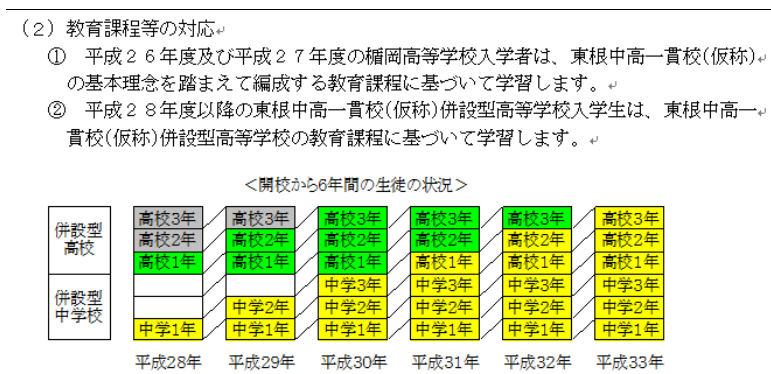 （２）教育課程等の対応
①　平成２６年度及び平成２７年度の楯岡高等学校入学者は、東根中高一貫校(仮称)
の基本理念を踏まえて編成する教育課程に基づいて学習します。
②　平成２８年度以降の東根中高一貫校(仮称)併設型高等学校入学生は、東根中高一
貫校(仮称)併設型高等学校の教育課程に基づいて学習します。
＜開校から6年間の生徒の状況＞
併設型
高校
高校3年 高校3年 高校3年 高校3年 高校3年 高校3年
高校2年 高校2年 高校2年 高校2年 高校2年 高校2年
高校1年 高校1年 高校1年 高校1年 高校1年 高校1年
併設型
中学校
中学3年 中学3年 中学3年 中学3年
中学2年 中学2年 中学2年 中学2年 中学2年
中学1年 中学1年 中学1年 中学1年 中学1年 中学1年
平成28年 平成29年 平成30年 平成31年 平成32年 平成33年